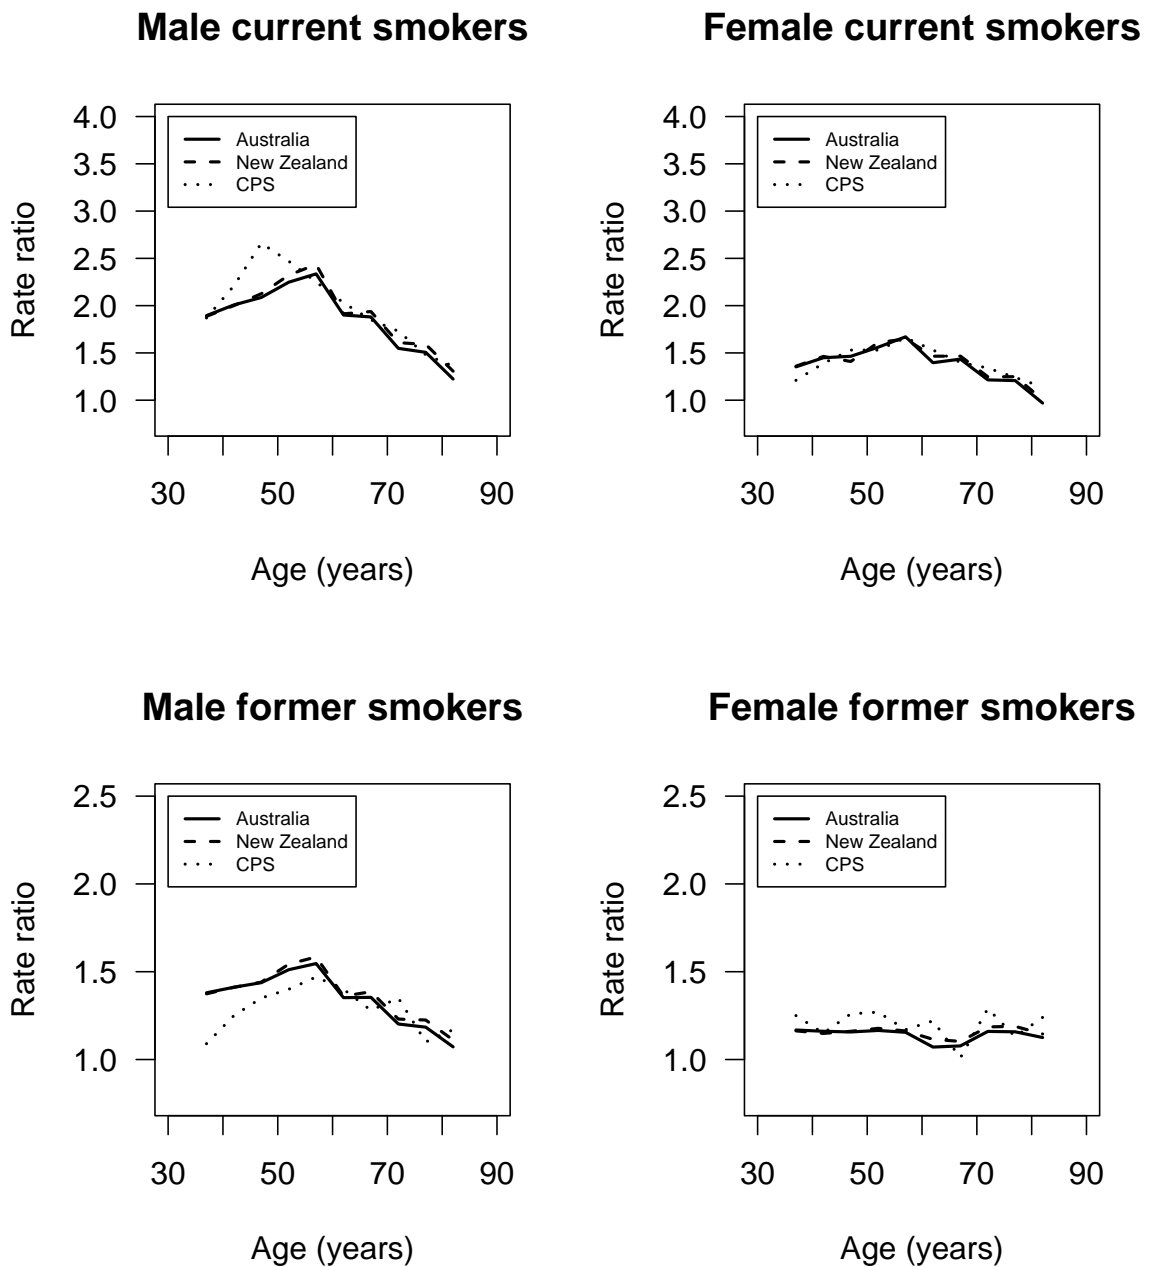 Male current smokers
Rate ratio
4.0
3.5
3.0
2.5
2.0
1.5
1.0
Australia
New Zealand
CPS
30 50 70 90
Age (years)
Female current smokers
Rate ratio
4.0
3.5
3.0
2.5
2.0
1.5
1.0
Australia
New Zealand
CPS
30 50 70 90
Age (years)
Male former smokers
Rate ratio
2.5
2.0
1.5
1.0
Australia
New Zealand
CPS
30 50 70 90
Age (years)
Female former smokers
Rate ratio
2.5
2.0
1.5
1.0
Australia
New Zealand
CPS
30 50 70 90
Age (years)